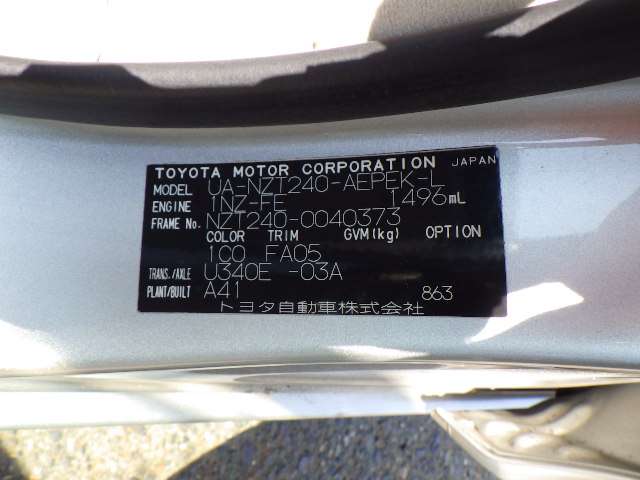 TOYOTA MOTOR CORPORATION JAPAN
MODEL UA-NZT240-AEPEK-L
ENGINE 1NZ-FE 1496mL
FRAME No. NZT240-0040373
COLOR TRIM GVM(kg) OPTION
1C0 FA05
TRANS./AXLE U340E -03A
PLANT/BUILT A41 863
トヨタ自動車株式会社